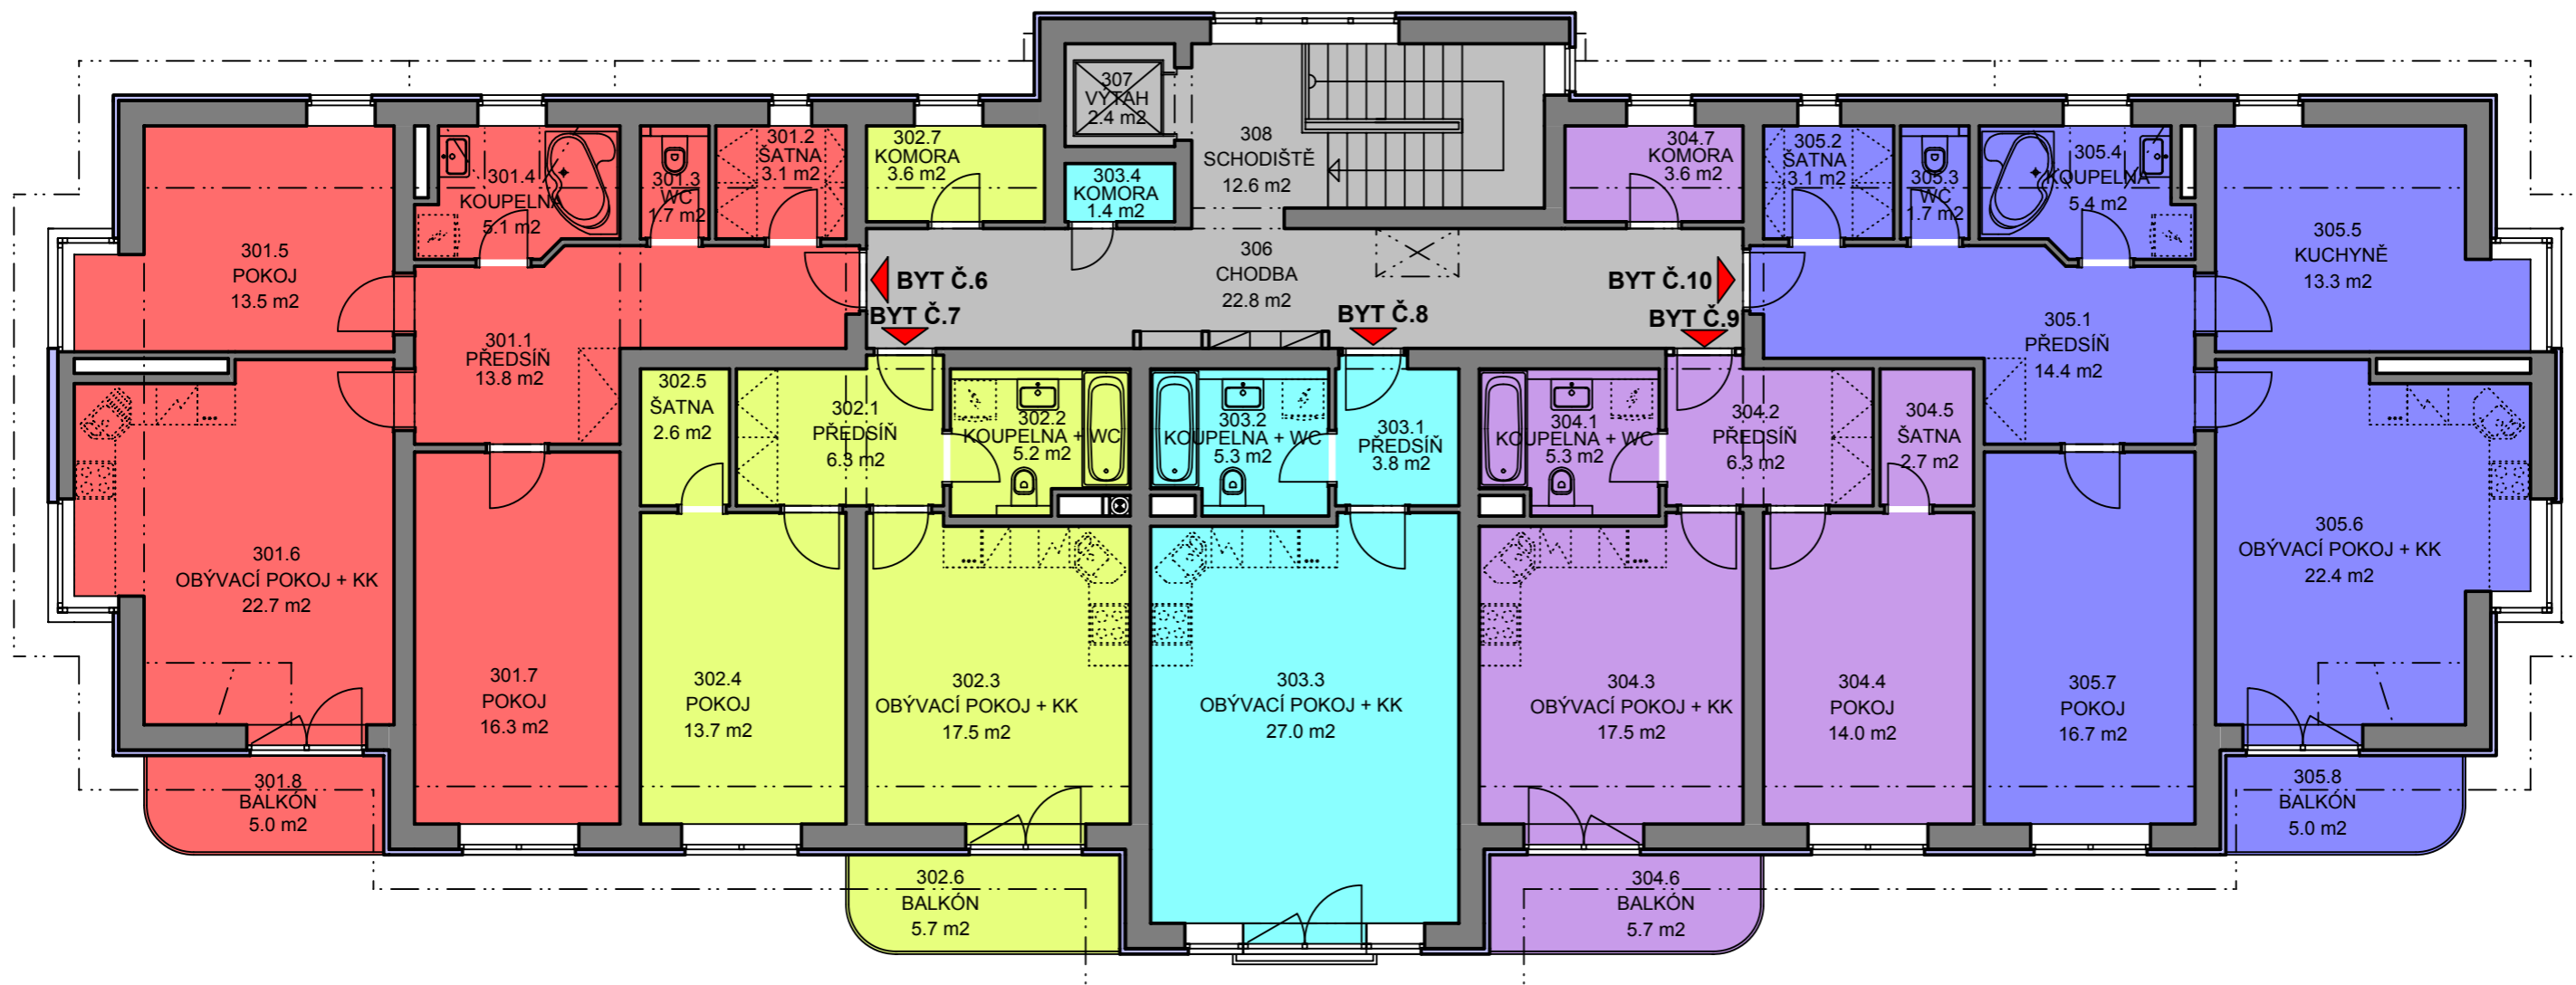 307
VÝTAH
2.4 m2
308
SCHODIŠTĚ
12.6 m2
301.4
KOUPELNA
5.1 m2
301.3
WC
1.7 m2
301.2
ŠATNA
3.1 m2
302.7
KOMORA
3.6 m2
303.4
KOMORA
1.4 m2
304.7
KOMORA
3.6 m2
305.2
ŠATNA
3.1 m2
305.3
WC
1.7 m2
305.4
KOUPELNA
5.4 m2
301.5
POKOJ
13.5 m2
306
CHODBA
22.8 m2
305.5
KUCHYNĚ
13.3 m2
BYT Č.6
BYT Č.7
BYT Č.8
BYT Č.9
BYT Č.10
301.1
PŘEDSÍŇ
13.8 m2
302.5
ŠATNA
2.6 m2
302.1
PŘEDSÍŇ
6.3 m2
302.2
KOUPELNA + WC
5.2 m2
303.2
KOUPELNA + WC
5.3 m2
303.1
PŘEDSÍŇ
3.8 m2
304.1
KOUPELNA + WC
5.3 m2
304.2
PŘEDSÍŇ
6.3 m2
304.5
ŠATNA
2.7 m2
305.1
PŘEDSÍŇ
14.4 m2
301.6
OBÝVACÍ POKOJ + KK
22.7 m2
301.7
POKOJ
16.3 m2
302.4
POKOJ
13.7 m2
302.3
OBÝVACÍ POKOJ + KK
17.5 m2
303.3
OBÝVACÍ POKOJ + KK
27.0 m2
304.3
OBÝVACÍ POKOJ + KK
17.5 m2
304.4
POKOJ
14.0 m2
305.7
POKOJ
16.7 m2
305.6
OBÝVACÍ POKOJ + KK
22.4 m2
301.8
BALKÓN
5.0 m2
302.6
BALKÓN
5.7 m2
304.6
BALKÓN
5.7 m2
305.8
BALKÓN
5.0 m2